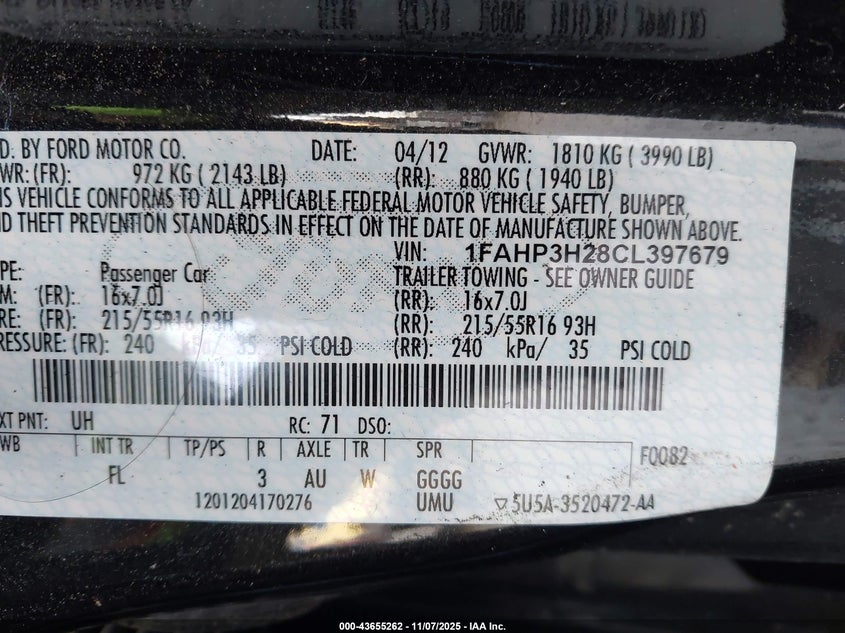 D. BY FORD MOTOR CO. DATE: 04/12 GVWR: 1810 KG ( 3990 LB)
WR: (FR): 972 KG ( 2143 LB) (RR): 880 KG ( 1940 LB)
IS VEHICLE CONFORMS TO ALL APPLICABLE FEDERAL MOTOR VEHICLE SAFETY, BUMPER,
ND THEFT PREVENTION STANDARDS IN EFFECT ON THE DATE OF MANUFACTURE SHOWN ABOVE.
VIN: 1FAHP3H28CL397679
PE: Passenger Car TRAILER TOWING - SEE OWNER GUIDE
M: (FR): 16x7.0J (RR): 16x7.0J
RE: (FR): 215/55R16 93H (RR): 215/55R16 93H
RESSURE: (FR): 240 kPa/ 35 PSI COLD (RR): 240 kPa/ 35 PSI COLD
XT PNT: UH RC: 71 DSO:
WB INT TR TP/PS R AXLE TR SPR F0082
FL 3 AU W GGGG
1201204170276 UMU 5U5A-3520472-AA
000-43655262 - 11/07/2025 - IAA Inc.